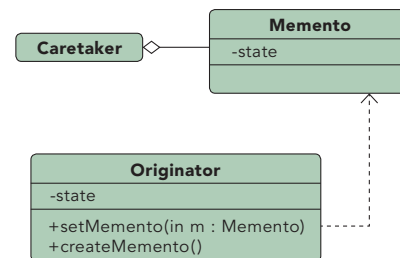 Memento
Caretaker
-state
Originator
-state
+setMemento(in m : Memento)
+createMemento()